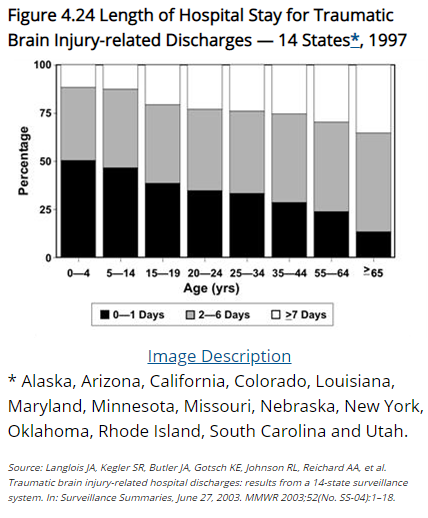 Figure 4.24 Length of Hospital Stay for Traumatic
Brain Injury-related Discharges — 14 States*, 1997
100
75
50
25
0
Percentage
0—4 5—14 15—19 20—24 25—34 35—44 55—64 ≥65
Age (yrs)
0—1 Days 2—6 Days ≥7 Days
Image Description
* Alaska, Arizona, California, Colorado, Louisiana,
Maryland, Minnesota, Missouri, Nebraska, New York,
Oklahoma, Rhode Island, South Carolina and Utah.
Source: Langlois JA, Kegler SR, Butler JA, Gotsch KE, Johnson RL, Reichard AA, et al.
Traumatic brain injury-related hospital discharges: results from a 14-state surveillance
system. In: Surveillance Summaries, June 27, 2003. MMWR 2003;52(No. SS-04):1–18.